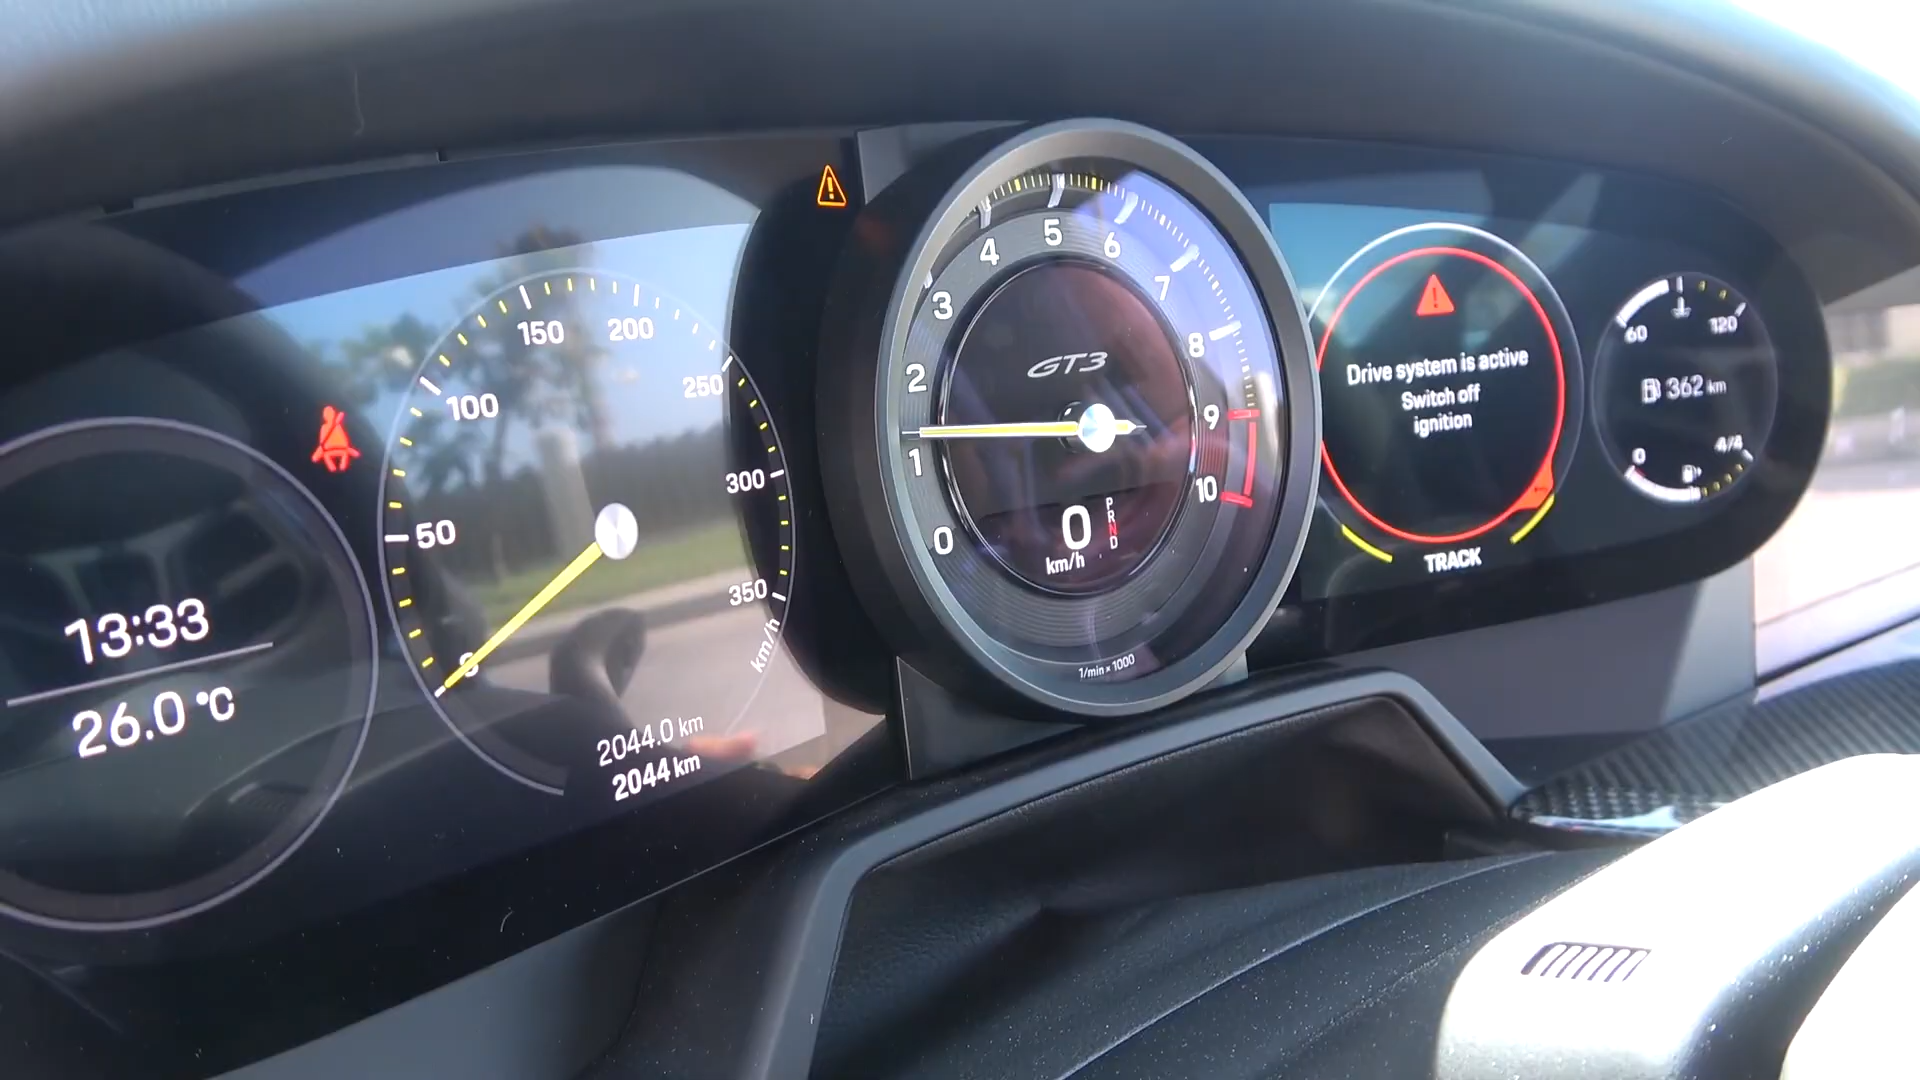 13:33
26.0 °C
0
50
100
150
200
250
300
350
km/h
2044.0 km
2044 km
0
1
2
3
4
5
6
7
8
9
10
GT3
0
km/h
P
R
N
D
1/min x 1000
Drive system is active
Switch off
ignition
TRACK
60
120
362 km
0
4/4